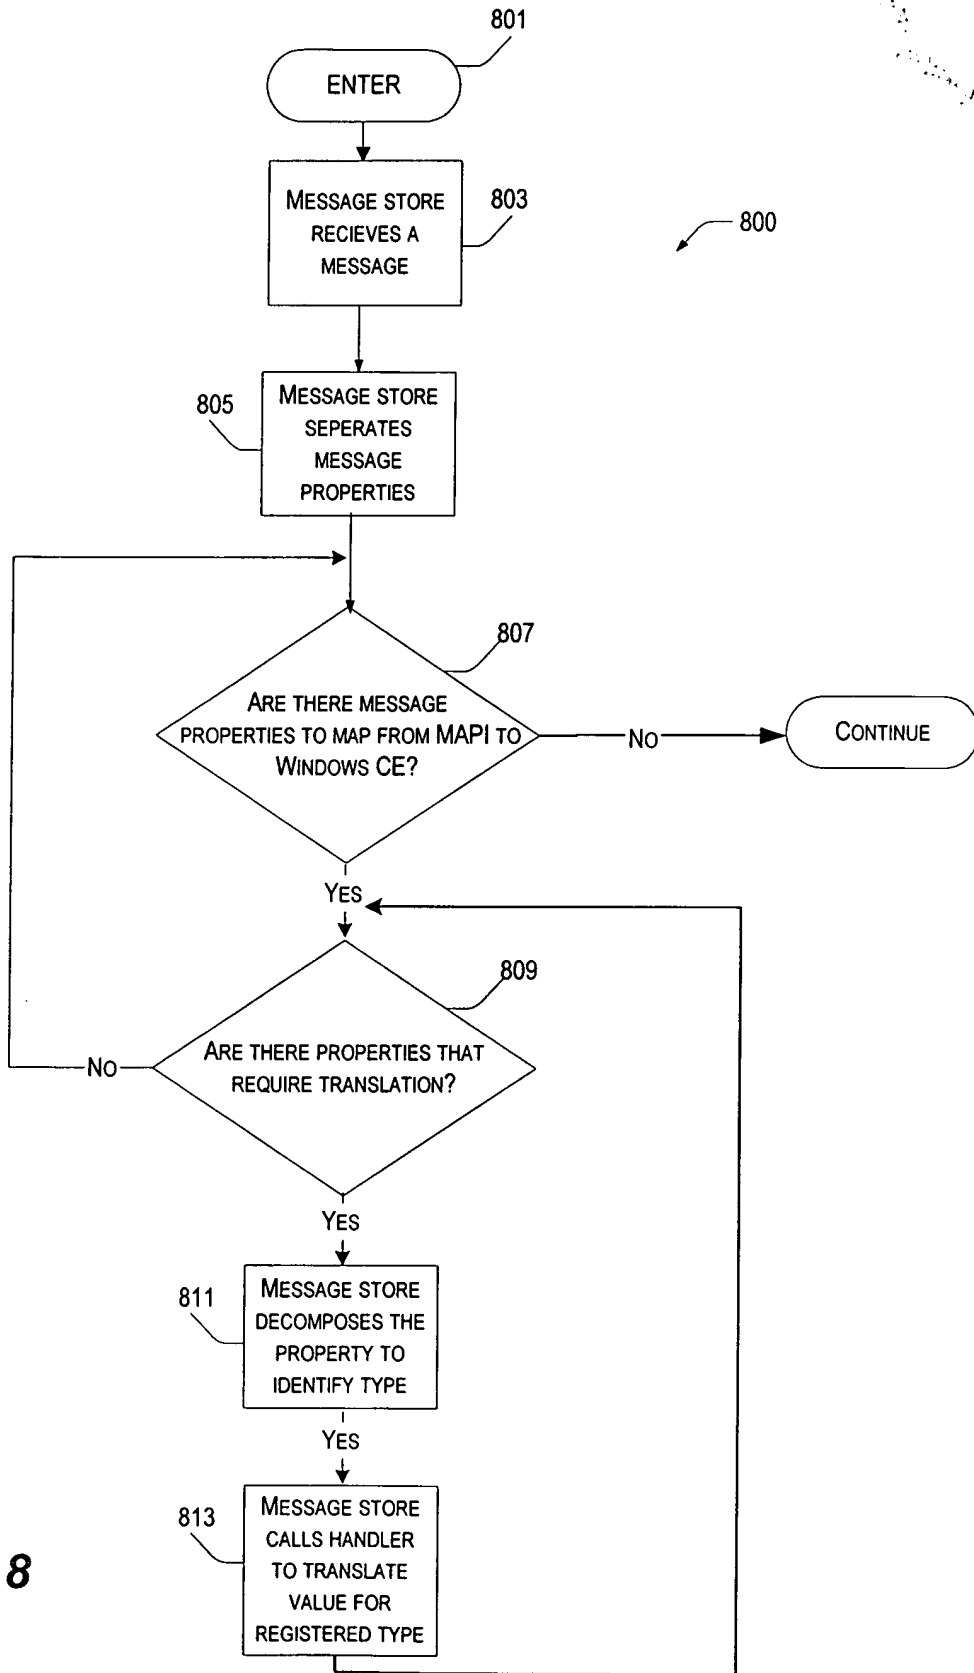 801
ENTER
MESSAGE STORE
RECIEVES A
MESSAGE
803
800
805
MESSAGE STORE
SEPERATES
MESSAGE
PROPERTIES
807
ARE THERE MESSAGE
PROPERTIES TO MAP FROM MAPI TO
WINDOWS CE?
NO
CONTINUE
YES
809
ARE THERE PROPERTIES THAT
REQUIRE TRANSLATION?
NO
YES
811
MESSAGE STORE
DECOMPOSES THE
PROPERTY TO
IDENTIFY TYPE
YES
813
MESSAGE STORE
CALLS HANDLER
TO TRANSLATE
VALUE FOR
REGISTERED TYPE
8